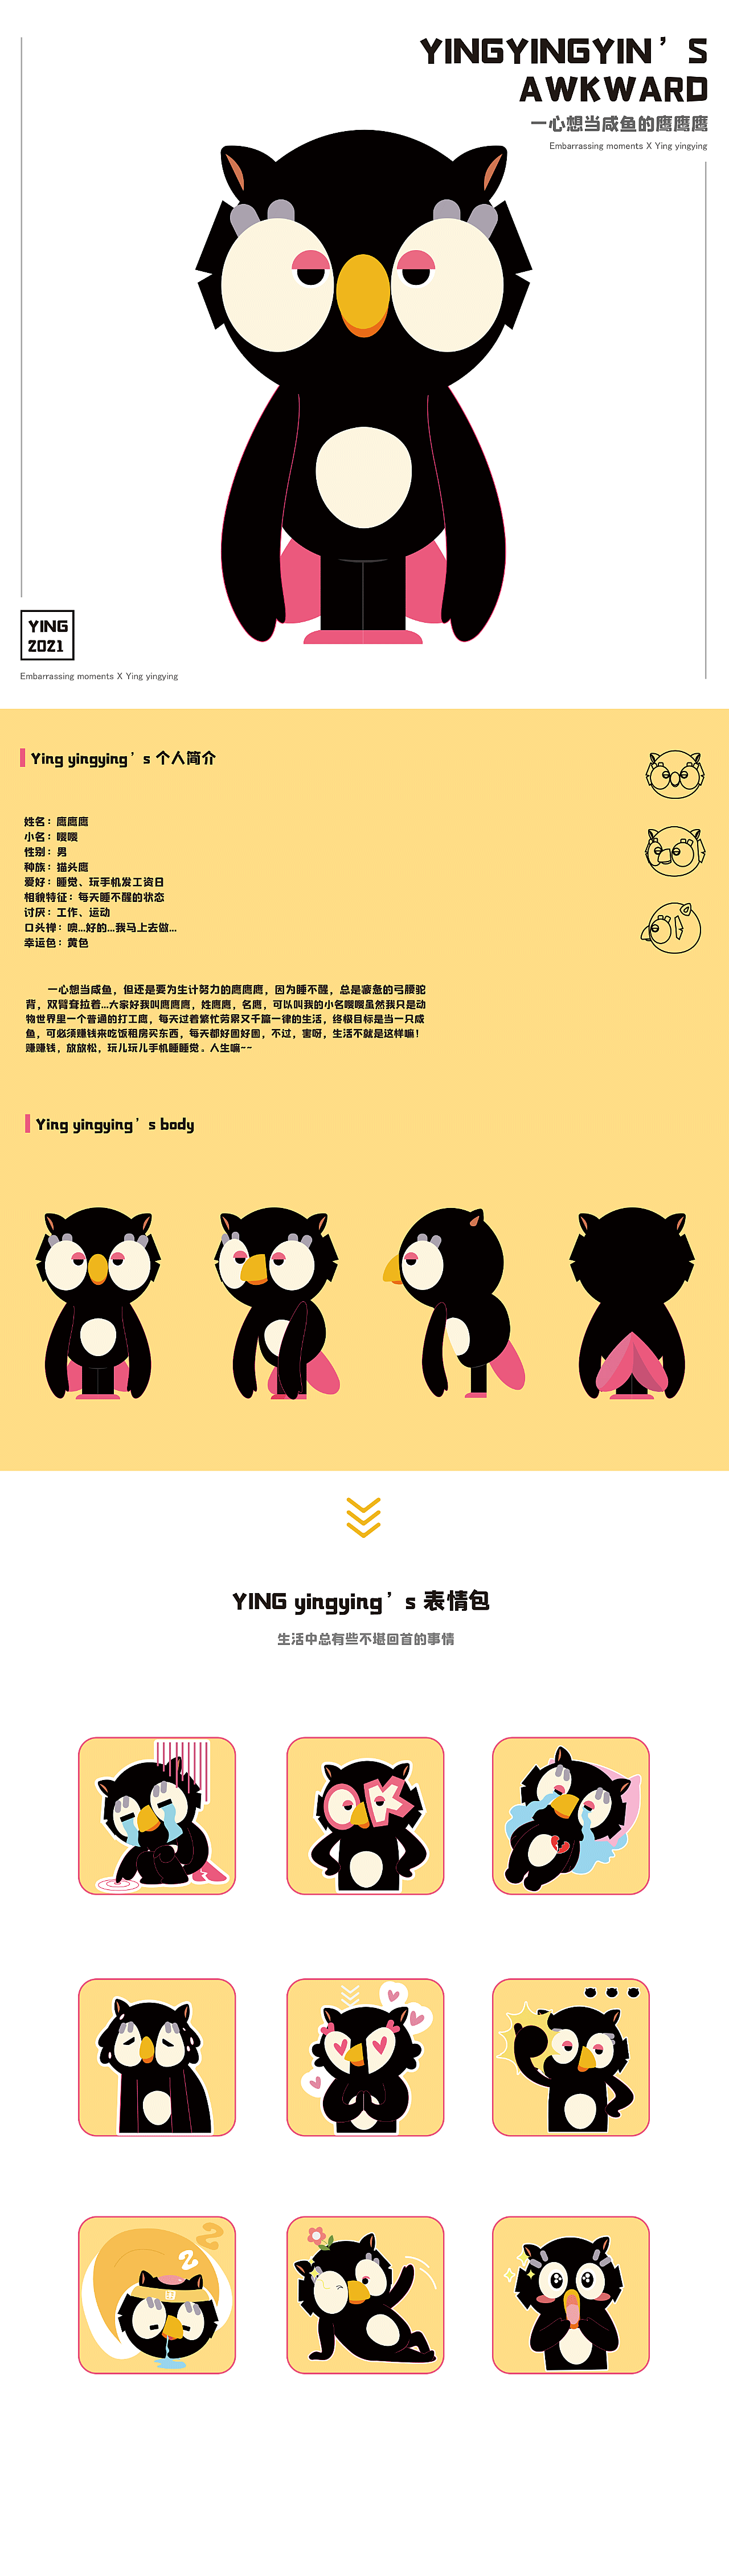 YINGYINGYIN’S
AWKWARD
一心想当咸鱼的鹰鹰鹰
Embarrassing moments X Ying yingying
YING
2021
Embarrassing moments X Ying yingying
Ying yingying’s 个人简介
姓名：鹰鹰鹰
小名：嘤嘤
性别：男
种族：猫头鹰
爱好：睡觉、玩手机发工资日
相貌特征：每天睡不醒的状态
讨厌：工作、运动
口头禅：噢...好的...我马上去做...
幸运色：黄色
一心想当咸鱼，但还是要为生计努力的鹰鹰鹰，因为睡不醒，总是疲惫的弓腰驼
背，双臂耷拉着...大家好我叫鹰鹰鹰，姓鹰鹰，名鹰，可以叫我的小名嘤嘤虽然我只是动
物世界里一个普通的打工鹰，每天过着繁忙劳累又千篇一律的生活，终极目标是当一只咸
鱼，可必须赚钱来吃饭租房买东西，每天都好困好困，不过，害呀，生活不就是这样嘛！
赚赚钱，放放松，玩儿玩儿手机睡睡觉。人生嘛~~
Ying yingying’s body
YING yingying’s 表情包
生活中总有些不堪回首的事情
OK
Z
Z